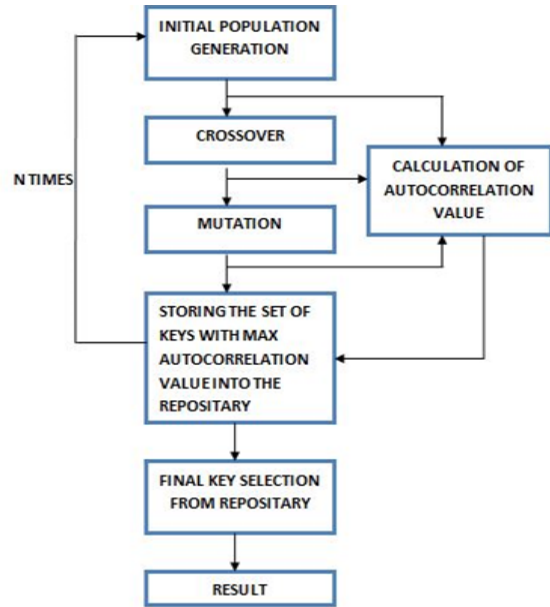 INITIAL POPULATION
GENERATION
CROSSOVER
CALCULATION OF
AUTOCORRELATION
VALUE
N TIMES
MUTATION
STORING THE SET OF
KEYS WITH MAX
AUTOCORRELATION
VALUE INTO THE
REPOSITARY
FINAL KEY SELECTION
FROM REPOSITARY
RESULT